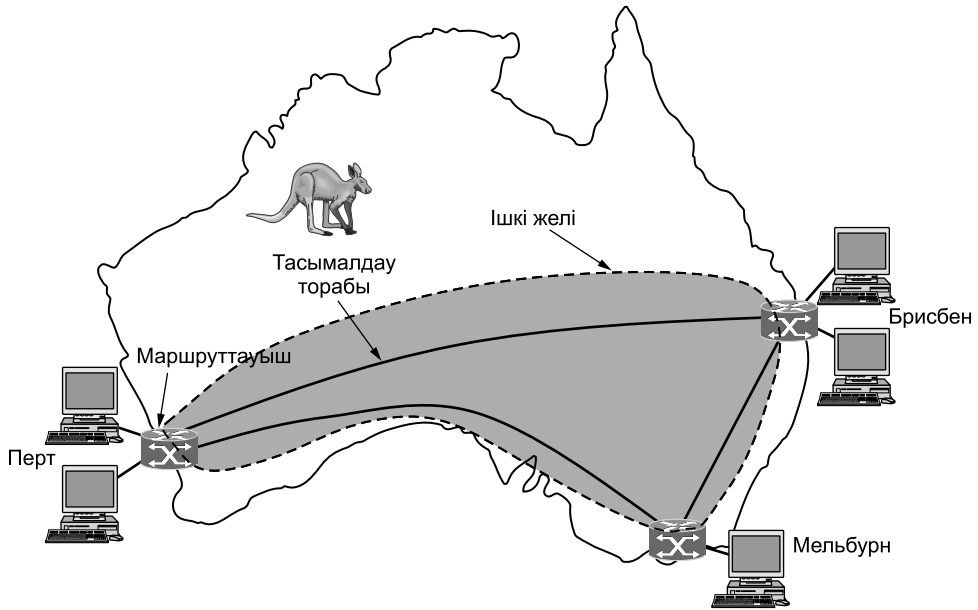 Ішкі желі
Тасымалдау
торабы
Брисбен
Маршруттауыш
Перт
Мельбурн